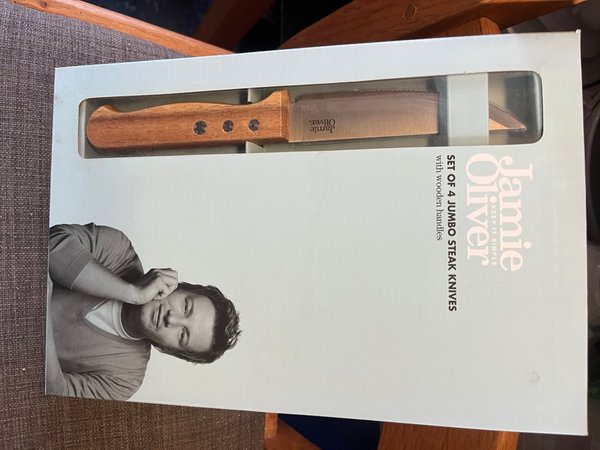 Jamie
Oliver
KEEP IT SIMPLE
SET OF 4 JUMBO STEAK KNIVES
with wooden handles
Jamie
Oliver.